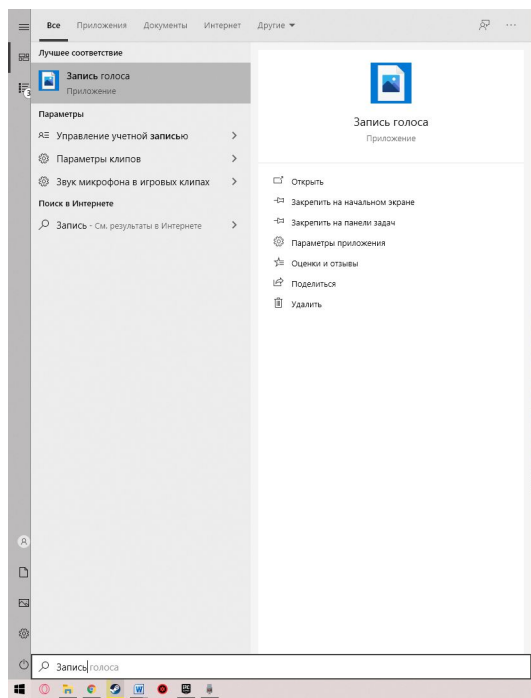 Все Приложения Документы Интернет Другие
Лучшее соответствие
Запись голоса
Приложение
Параметры
Управление учетной записью
Параметры клипов
Звук микрофона в игровых клипах
Поиск в Интернете
Запись - См. результаты в Интернете
Запись голоса
Приложение
Открыть
Закрепить на начальном экране
Закрепить на панели задач
Параметры приложения
Оценки и отзывы
Поделиться
Удалить
3
Запись голоса